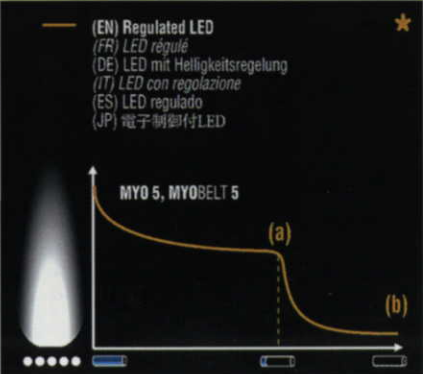 (EN) Regulated LED
(FR) LED régulé
(DE) LED mit Helligkeitsregelung
(IT) LED con regolazione
(ES) LED regulado
(JP) 電子制御付LED
MYO 5, MYOBELT 5
(a)
(b)